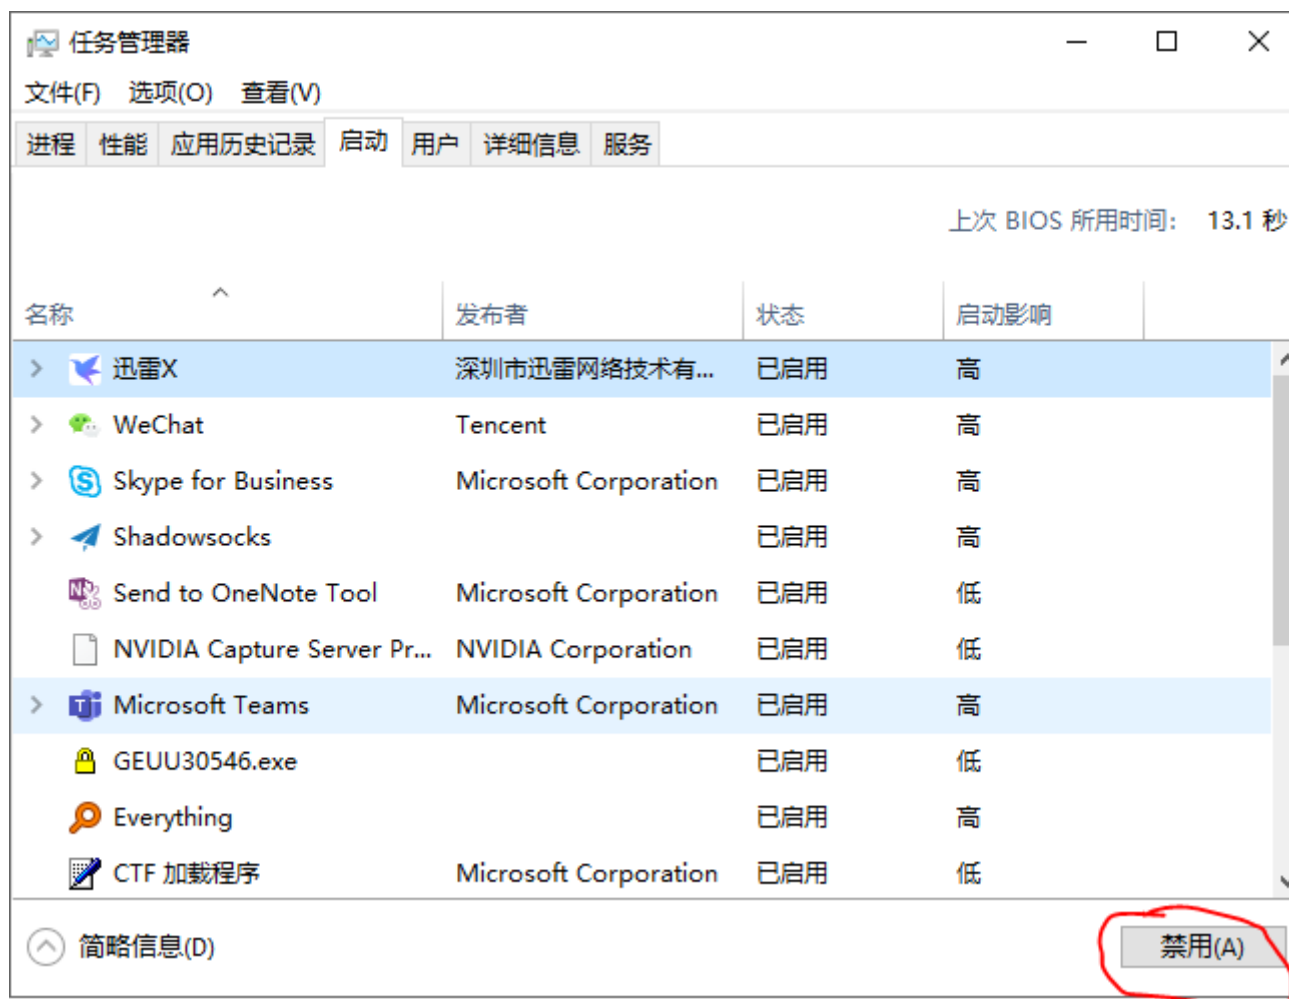 任务管理器
文件(F) 选项(O) 查看(V)
进程 性能 应用历史记录 启动 用户 详细信息 服务
上次 BIOS 所用时间: 13.1 秒
名称 发布者 状态 启动影响
迅雷X 深圳市迅雷网络技术有... 已启用 高
WeChat Tencent 已启用 高
Skype for Business Microsoft Corporation 已启用 高
Shadowsocks 已启用 高
Send to OneNote Tool Microsoft Corporation 已启用 低
NVIDIA Capture Server Pr... NVIDIA Corporation 已启用 低
Microsoft Teams Microsoft Corporation 已启用 高
GEUU30546.exe 已启用 低
Everything 已启用 高
CTF 加载程序 Microsoft Corporation 已启用 低
简略信息(D) 禁用(A)